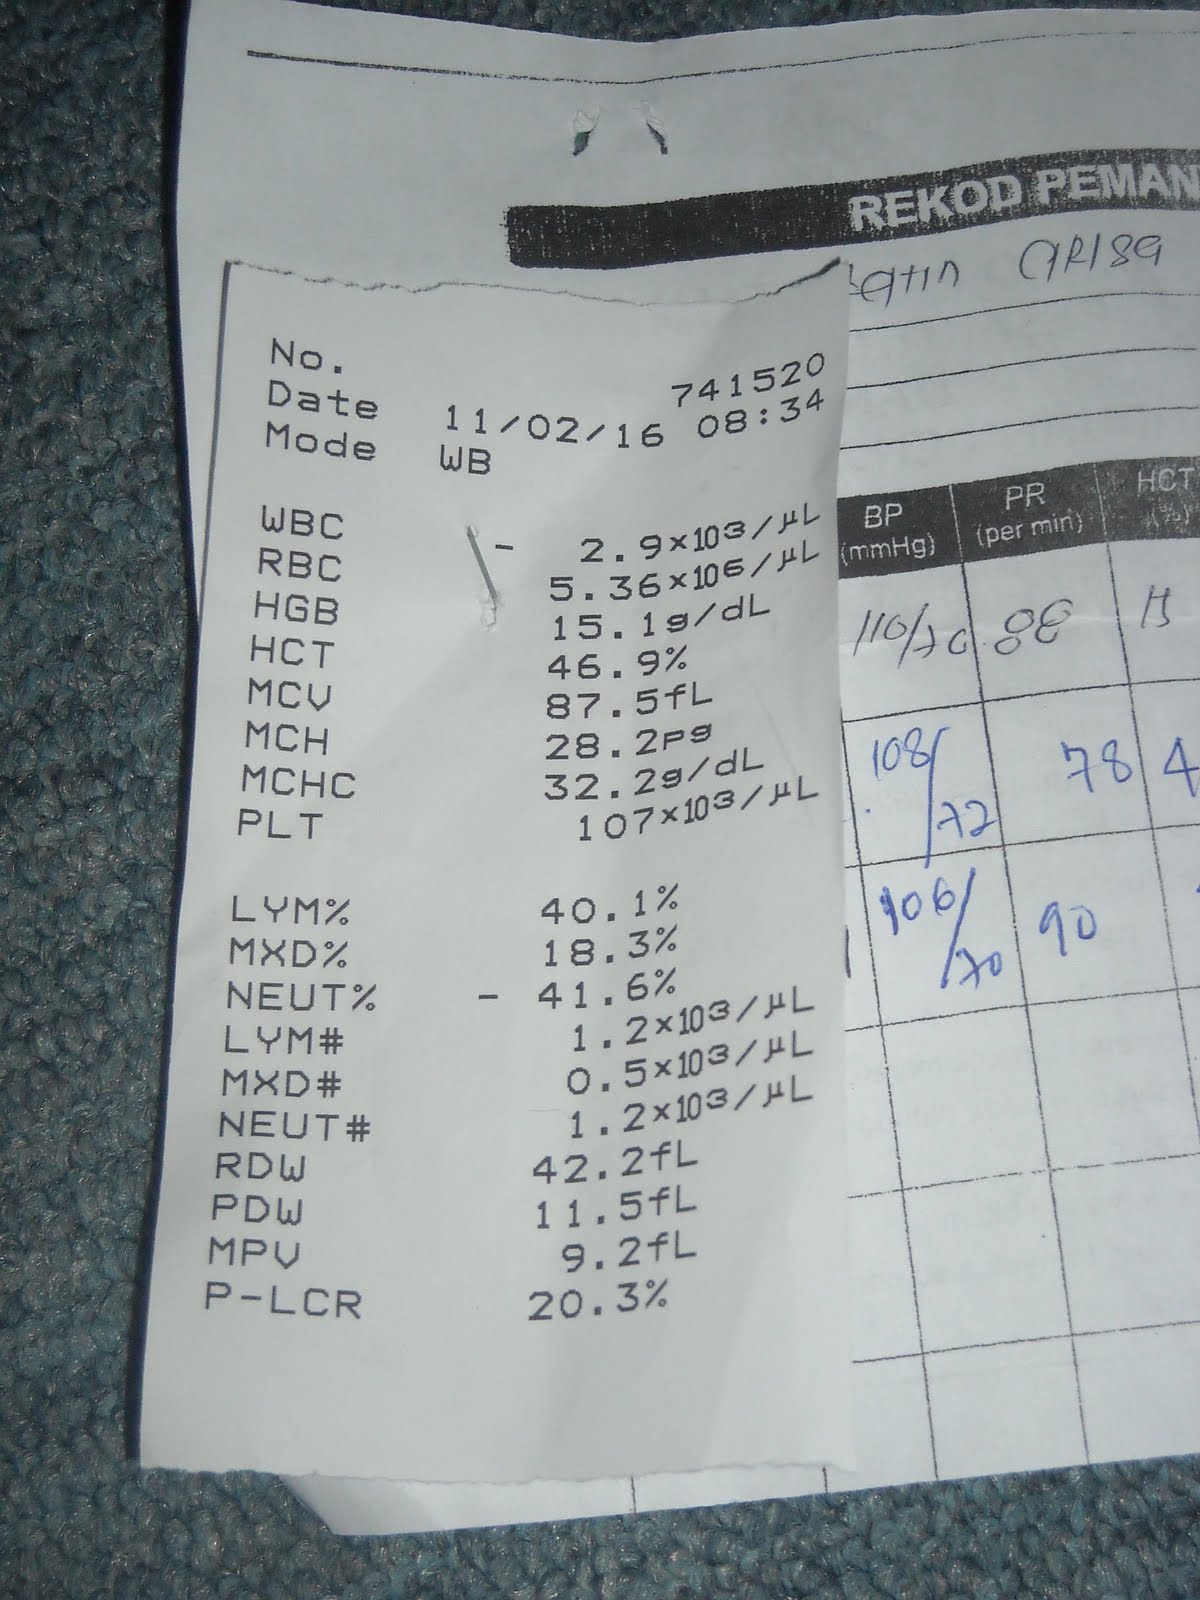 REKOD PEMAN
No. 741520
Date 11/02/16 08:34
Mode WB
WBC - 2.9×10³/μL
RBC 5.36×10⁶/μL
HGB 15.1g/dL
HCT 46.9%
MCV 87.5fL
MCH 28.2pg
MCHC 32.2g/dL
PLT 107×10³/μL
LYM% 40.1%
MXD% 18.3%
NEUT% - 41.6%
LYM# 1.2×10³/μL
MXD# 0.5×10³/μL
NEUT# 1.2×10³/μL
RDW 42.2fL
PDW 11.5fL
MPV 9.2fL
P-LCR 20.3%
BP PR HCT
(mmHg) (per min) (%)
110/70 88
108/72 78 4
106/70 90